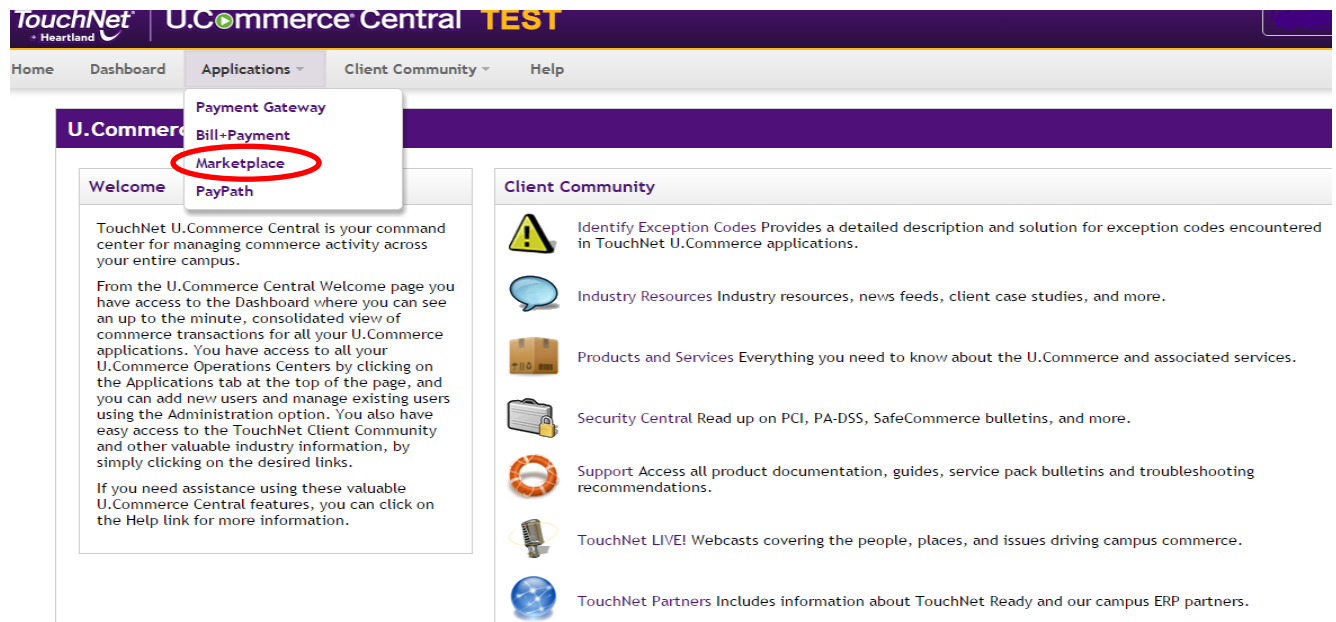 TouchNet U.Commerce Central TEST
+ Heartland
Home Dashboard Applications Client Community Help
Payment Gateway
U.Commer
Bill+Payment
Marketplace
PayPath
Welcome
TouchNet U.Commerce Central is your command
center for managing commerce activity across
your entire campus.
From the U.Commerce Central Welcome page you
have access to the Dashboard where you can see
an up to the minute, consolidated view of
commerce transactions for all your U.Commerce
applications. You have access to all your
U.Commerce Operations Centers by clicking on
the Applications tab at the top of the page, and
you can add new users and manage existing users
using the Administration option. You also have
easy access to the TouchNet Client Community
and other valuable industry information, by
simply clicking on the desired links.
If you need assistance using these valuable
U.Commerce Central features, you can click on
the Help link for more information.
Client Community
Identify Exception Codes Provides a detailed description and solution for exception codes encountered
in TouchNet U.Commerce applications.
Industry Resources Industry resources, news feeds, client case studies, and more.
Products and Services Everything you need to know about the U.Commerce and associated services.
Security Central Read up on PCI, PA-DSS, SafeCommerce bulletins, and more.
Support Access all product documentation, guides, service pack bulletins and troubleshooting
recommendations.
TouchNet LIVE! Webcasts covering the people, places, and issues driving campus commerce.
TouchNet Partners Includes information about TouchNet Ready and our campus ERP partners.